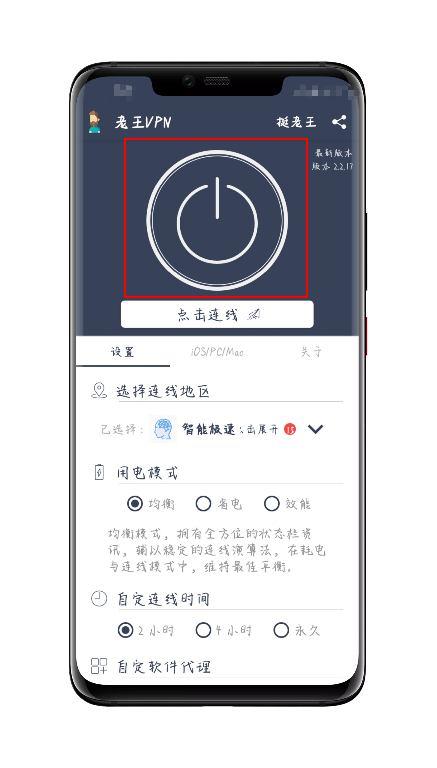 老王VPN
挺老王
最新版本
版本 2.2.17
点击连线
设置
iOS/PC/Mac
关于
选择连线地区
已选择：
智能极速
击展开
15
用电模式
均衡
省电
效能
均衡模式，拥有全方位的状态栏资
讯，辅以稳定的连线演算法，在耗电
与连线模式中，维持最佳平衡。
自定连线时间
2 小时
4 小时
永久
自定软件代理